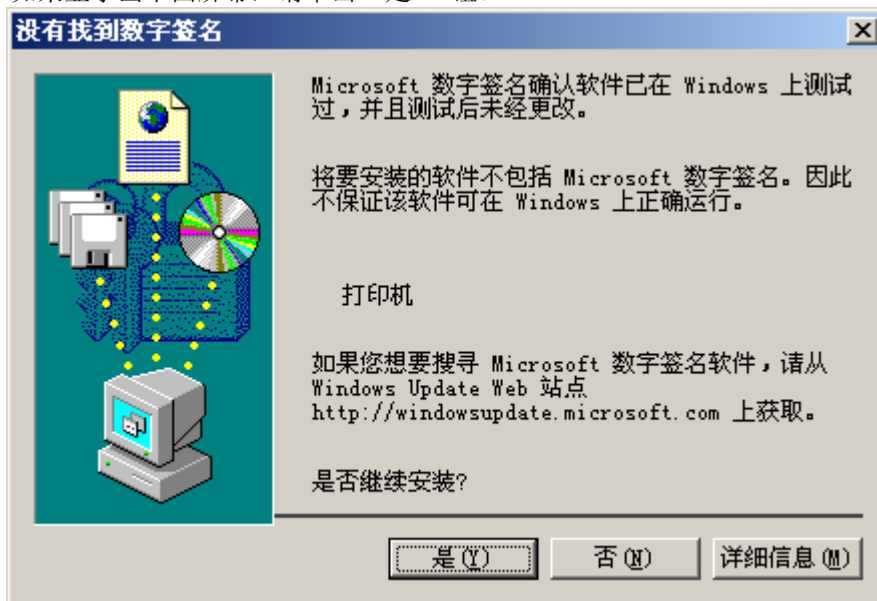 没有找到数字签名
Microsoft 数字签名确认软件已在 Windows 上测试
过，并且测试后未经更改。
将要安装的软件不包括 Microsoft 数字签名。因此
不保证该软件可在 Windows 上正确运行。
打印机
如果您想要搜寻 Microsoft 数字签名软件，请从
Windows Update Web 站点
http://windowsupdate.microsoft.com 上获取。
是否继续安装?
是(Y) 否(N) 详细信息(M)